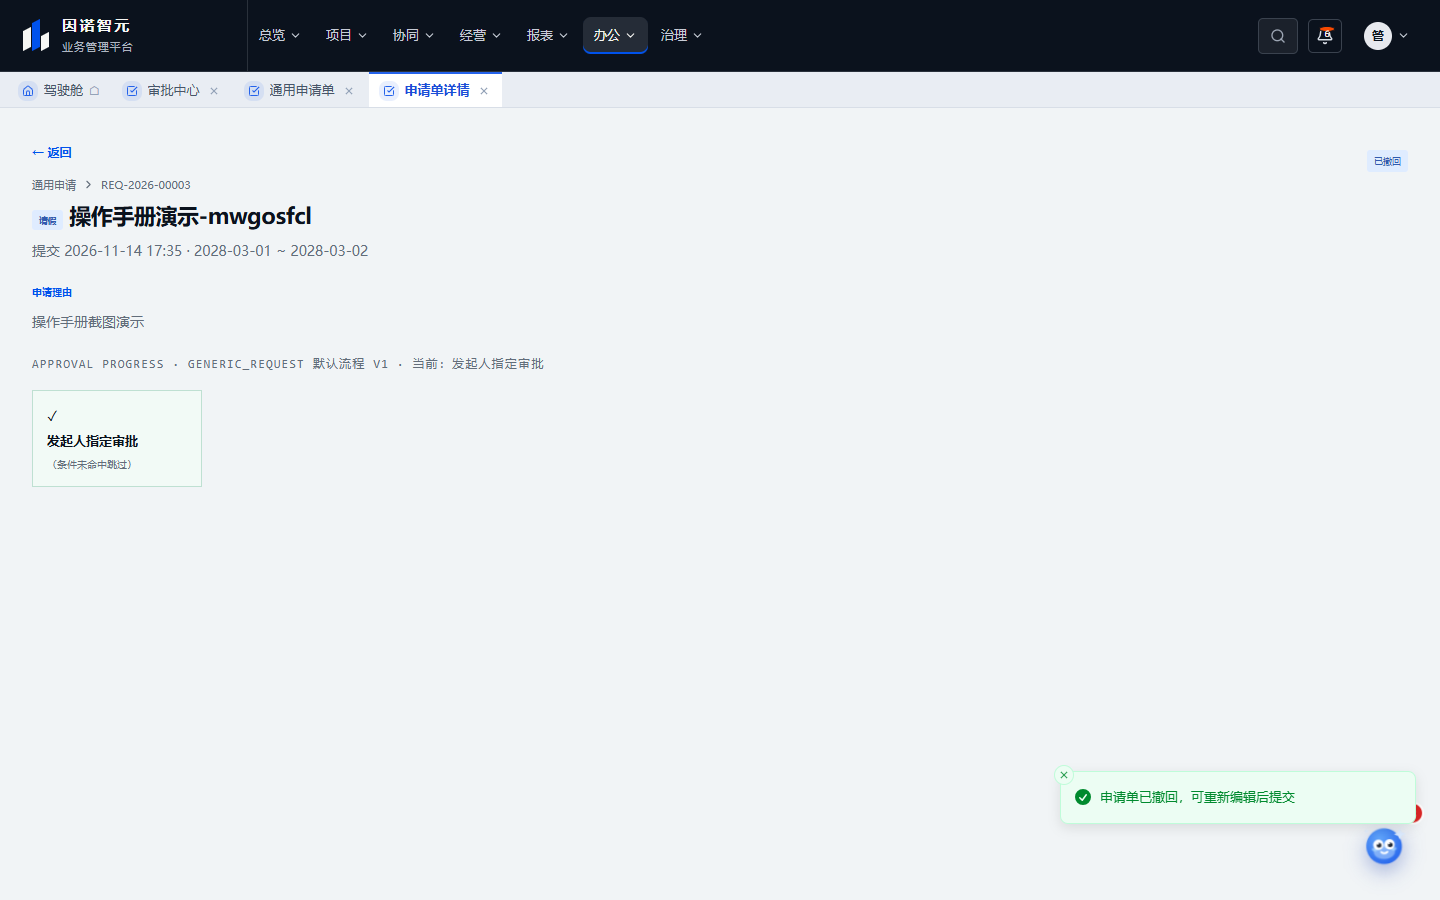 因诺智元
业务管理平台
总览
项目
协同
经营
报表
办公
治理
管
驾驶舱
审批中心
通用申请单
申请单详情
← 返回
已撤回
通用申请 > REQ-2026-00003
请假 操作手册演示-mwgosfcl
提交 2026-11-14 17:35 · 2028-03-01 ~ 2028-03-02
申请理由
操作手册截图演示
APPROVAL PROGRESS · GENERIC_REQUEST 默认流程 V1 · 当前: 发起人指定审批
✓
发起人指定审批
（条件未命中跳过）
申请单已撤回，可重新编辑后提交